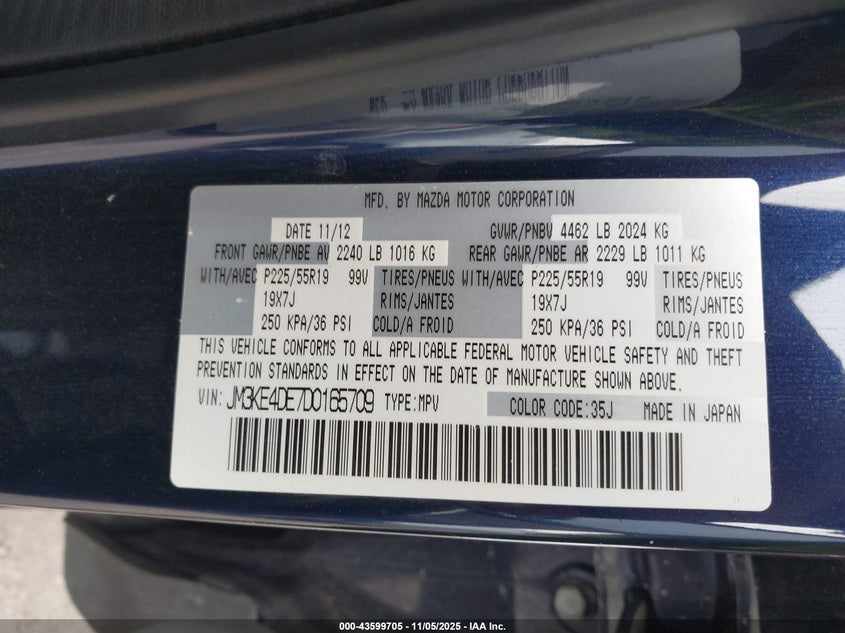 MFD. BY MAZDA MOTOR CORPORATION
DATE 11/12 GVWR/PNBV 4462 LB 2024 KG
FRONT GAWR/PNBE AV 2240 LB 1016 KG REAR GAWR/PNBE AR 2229 LB 1011 KG
WITH/AVEC P225/55R19 99V TIRES/PNEUS WITH/AVEC P225/55R19 99V TIRES/PNEUS
19X7J RIMS/JANTES 19X7J RIMS/JANTES
250 KPA/36 PSI COLD/A FROID 250 KPA/36 PSI COLD/A FROID
THIS VEHICLE CONFORMS TO ALL APPLICABLE FEDERAL MOTOR VEHICLE SAFETY AND THEFT
PREVENTION STANDARDS IN EFFECT ON THE DATE OF MANUFACTURE SHOWN ABOVE.
VIN: JM3KE4DE7D0165709 TYPE:MPV COLOR CODE:35J MADE IN JAPAN
000-43599705 - 11/05/2025 - IAA Inc.